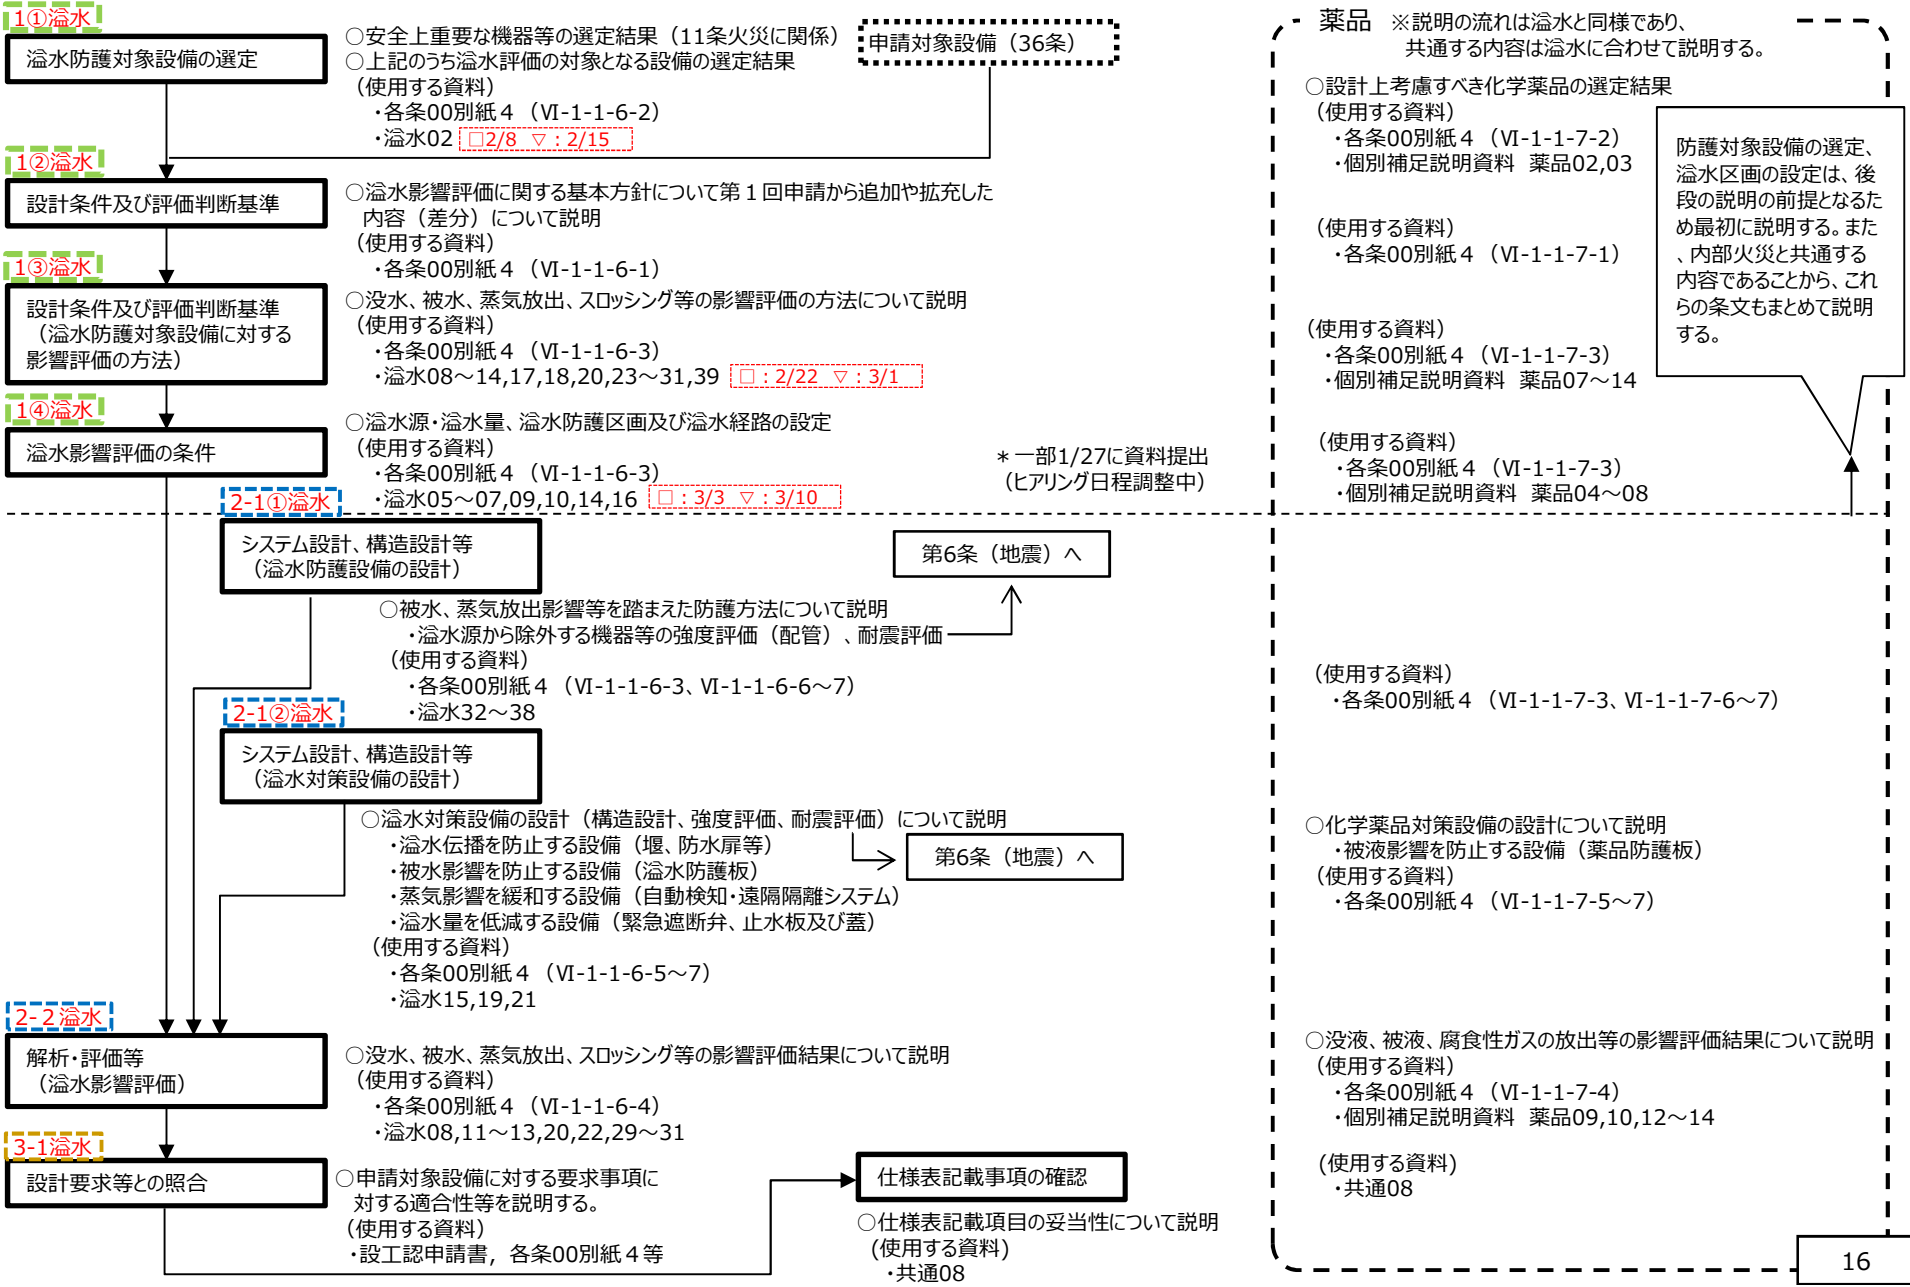 1①溢水
溢水防護対象設備の選定
○安全上重要な機器等の選定結果（11条火災に関係）
○上記のうち溢水評価の対象となる設備の選定結果
（使用する資料）
・各条00別紙４（Ⅵ-1-1-6-2）
・溢水02 □2/8 ▽：2/15
申請対象設備（36条）
1②溢水
設計条件及び評価判断基準
○溢水影響評価に関する基本方針について第１回申請から追加や拡充した
内容（差分）について説明
（使用する資料）
・各条00別紙４（Ⅵ-1-1-6-1）
1③溢水
設計条件及び評価判断基準
（溢水防護対象設備に対する
影響評価の方法）
○没水、被水、蒸気放出、スロッシング等の影響評価の方法について説明
（使用する資料）
・各条00別紙４（Ⅵ-1-1-6-3）
・溢水08～14,17,18,20,23～31,39 □：2/22 ▽：3/1
1④溢水
溢水影響評価の条件
○溢水源・溢水量、溢水防護区画及び溢水経路の設定
（使用する資料）
・各条00別紙４（Ⅵ-1-1-6-3）
・溢水05～07,09,10,14,16 □：3/3 ▽：3/10
＊一部1/27に資料提出
（ヒアリング日程調整中）
2-1①溢水
システム設計、構造設計等
（溢水防護設備の設計）
第6条（地震）へ
○被水、蒸気放出影響等を踏まえた防護方法について説明
・溢水源から除外する機器等の強度評価（配管）、耐震評価
（使用する資料）
・各条00別紙４（Ⅵ-1-1-6-3、Ⅵ-1-1-6-6～7）
・溢水32～38
2-1②溢水
システム設計、構造設計等
（溢水対策設備の設計）
○溢水対策設備の設計（構造設計、強度評価、耐震評価）について説明
・溢水伝播を防止する設備（堰、防水扉等）
・被水影響を防止する設備（溢水防護板）
・蒸気影響を緩和する設備（自動検知・遠隔隔離システム）
・溢水量を低減する設備（緊急遮断弁、止水板及び蓋）
（使用する資料）
・各条00別紙４（Ⅵ-1-1-6-5～7）
・溢水15,19,21
第6条（地震）へ
2-２溢水
解析・評価等
（溢水影響評価）
○没水、被水、蒸気放出、スロッシング等の影響評価結果について説明
（使用する資料）
・各条00別紙４（Ⅵ-1-1-6-4）
・溢水08,11～13,20,22,29～31
3-1溢水
設計要求等との照合
○申請対象設備に対する要求事項に
対する適合性等を説明する。
（使用する資料）
・設工認申請書，各条00別紙４等
仕様表記載事項の確認
○仕様表記載項目の妥当性について説明
(使用する資料)
・共通08
薬品 ※説明の流れは溢水と同様であり、
共通する内容は溢水に合わせて説明する。
○設計上考慮すべき化学薬品の選定結果
（使用する資料）
・各条00別紙４（Ⅵ-1-1-7-2）
・個別補足説明資料 薬品02,03
（使用する資料）
・各条00別紙４（Ⅵ-1-1-7-1）
（使用する資料）
・各条00別紙４（Ⅵ-1-1-7-3）
・個別補足説明資料 薬品07～14
（使用する資料）
・各条00別紙４（Ⅵ-1-1-7-3）
・個別補足説明資料 薬品04～08
防護対象設備の選定、
溢水区画の設定は、後
段の説明の前提となるた
め最初に説明する。また
、内部火災と共通する
内容であることから、これ
らの条文もまとめて説明
する。
（使用する資料）
・各条00別紙４（Ⅵ-1-1-7-3、Ⅵ-1-1-7-6～7）
○化学薬品対策設備の設計について説明
・被液影響を防止する設備（薬品防護板）
（使用する資料）
・各条00別紙４（Ⅵ-1-1-7-5～7）
○没液、被液、腐食性ガスの放出等の影響評価結果について説明
（使用する資料）
・各条00別紙４（Ⅵ-1-1-7-4）
・個別補足説明資料 薬品09,10,12～14
(使用する資料)
・共通08
16